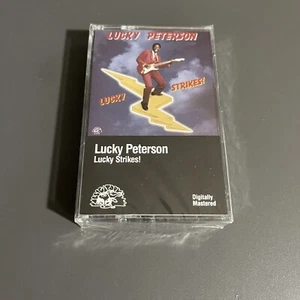 LUCKY PETERSON
LUCKY
STRIKES!
Lucky Peterson
Lucky Strikes!
Digitally
Mastered